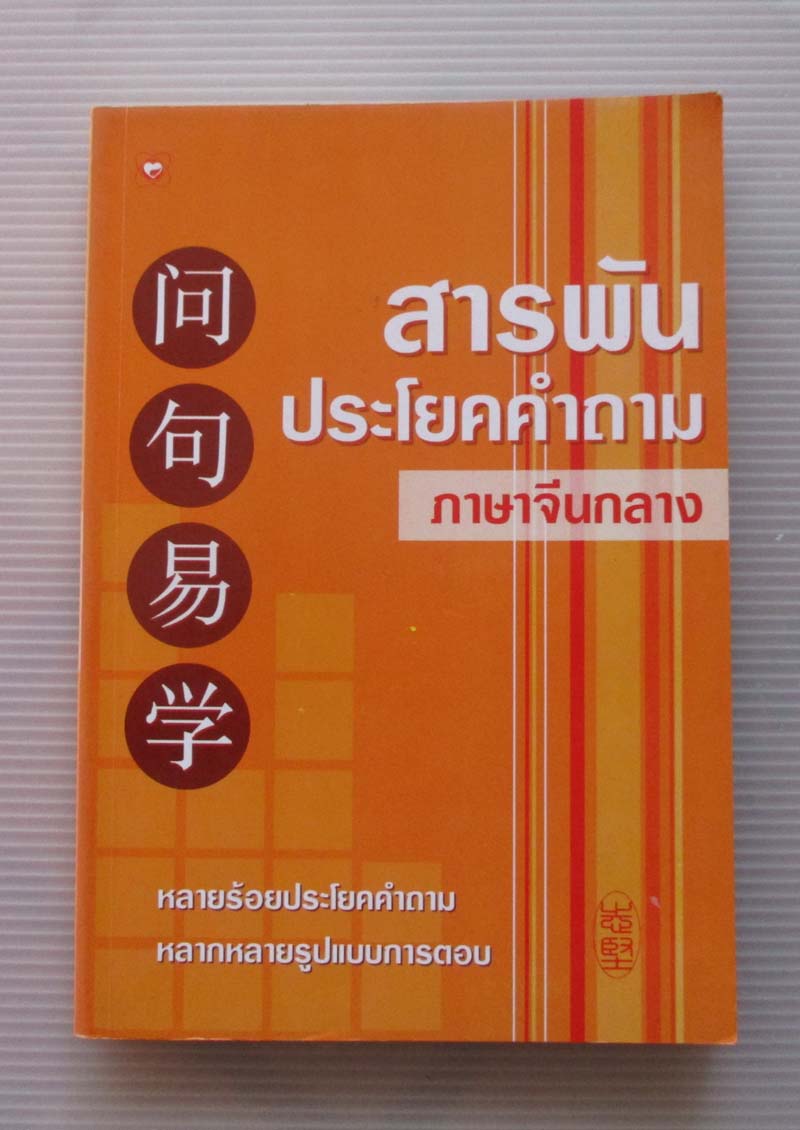 问句易学
สารพัน
ประโยคคำถาม
ภาษาจีนกลาง
หลายร้อยประโยคคำถาม
หลากหลายรูปแบบการตอบ